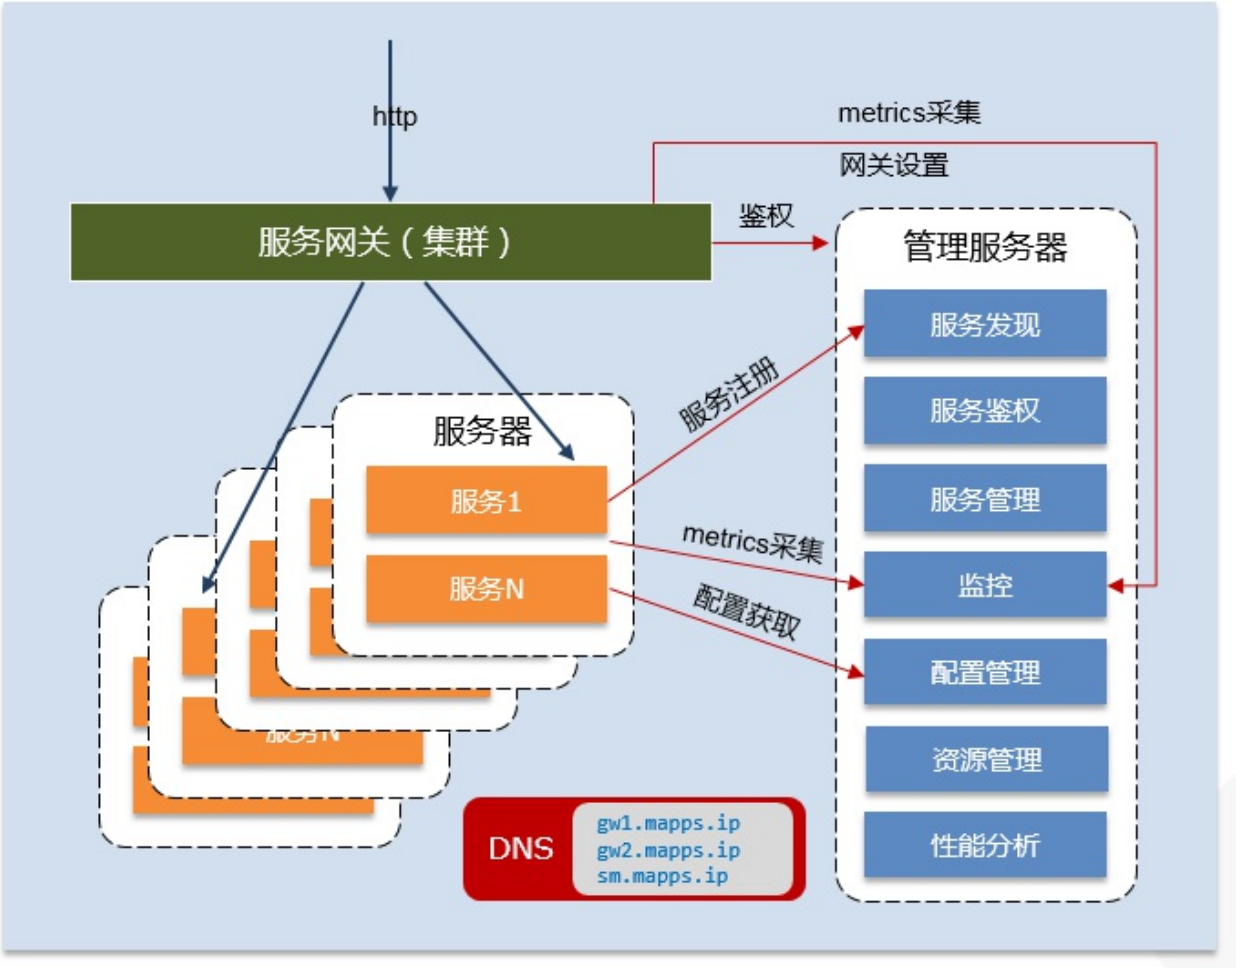 http
metrics采集
网关设置
鉴权
服务网关（集群）
管理服务器
服务发现
服务鉴权
服务管理
监控
配置管理
资源管理
性能分析
服务注册
metrics采集
配置获取
服务器
服务1
服务N
服务N
DNS
gw1.mapps.ip
gw2.mapps.ip
sm.mapps.ip